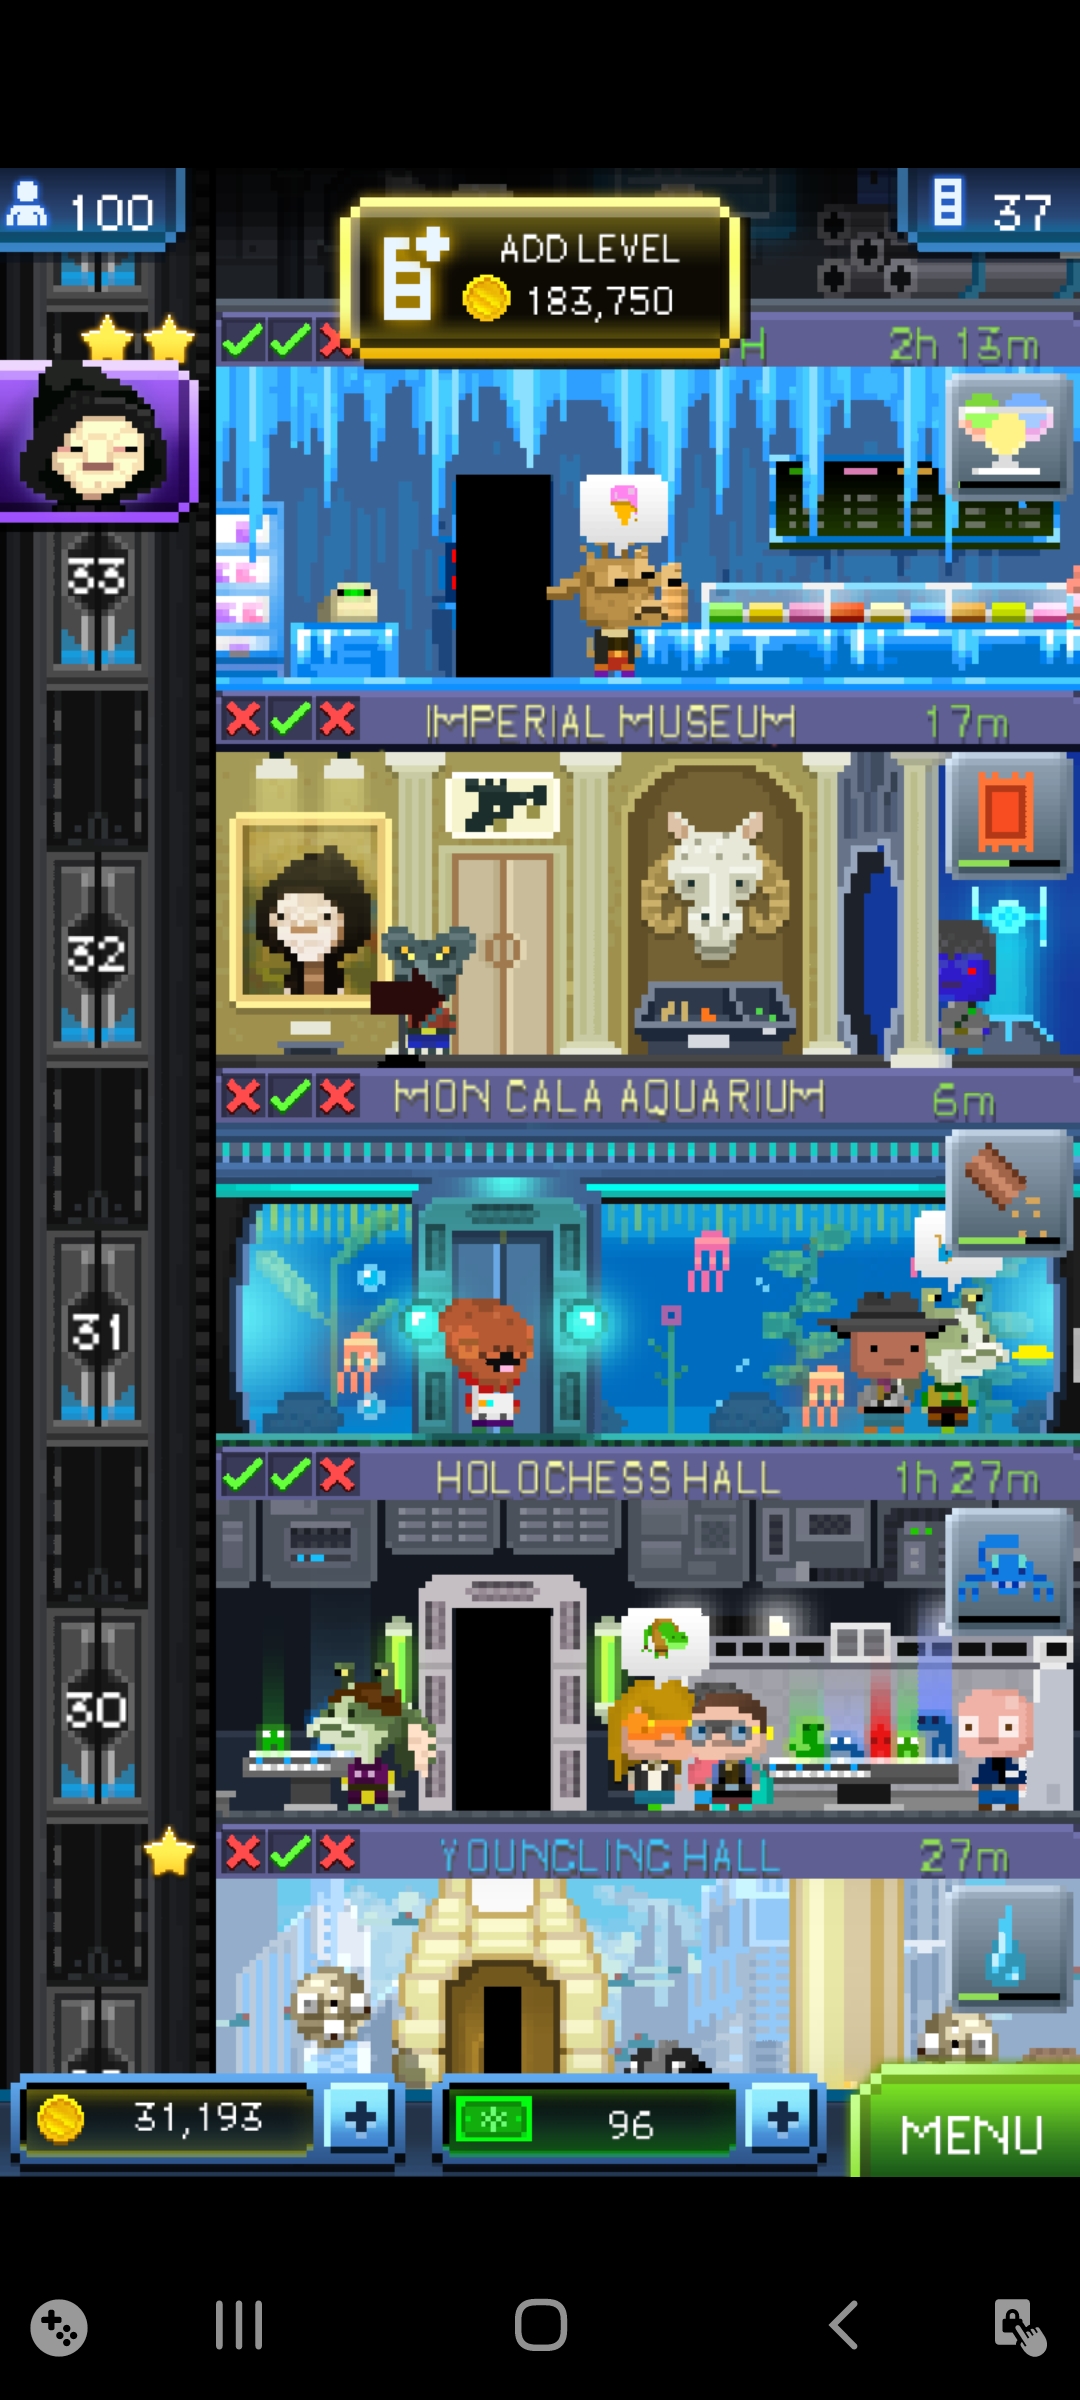 100
ADD LEVEL
183,750
37
H
2h 13m
33
IMPERIAL MUSEUM
17m
32
MON CALA AQUARIUM
6m
31
HOLOCHESS HALL
1h 27m
30
YOUNGLING HALL
27m
31,193
+
96
+
MENU